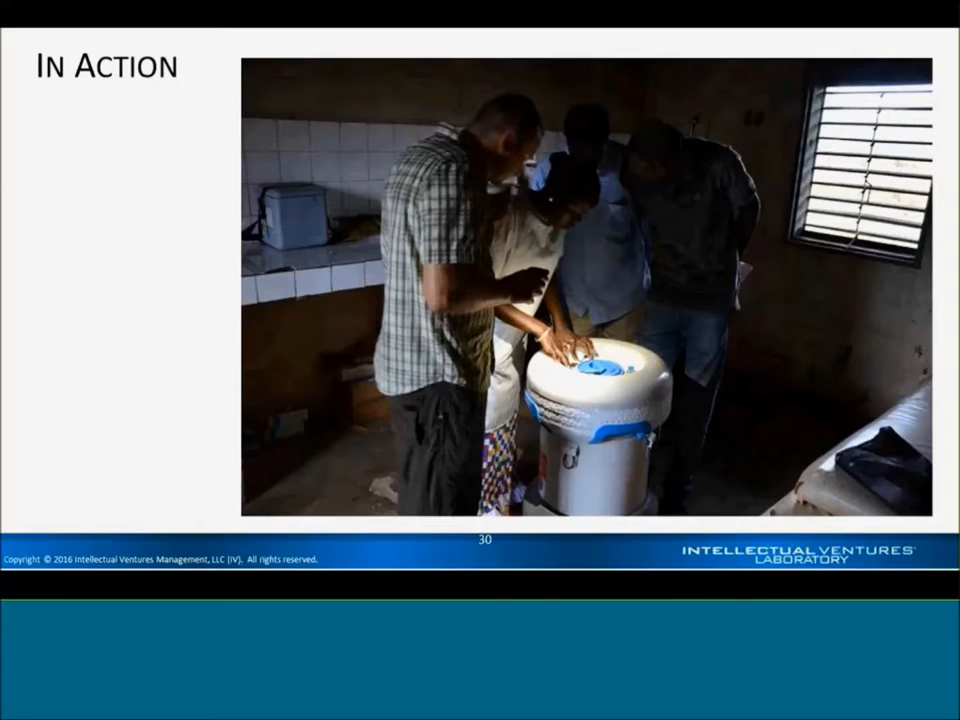 IN ACTION
30
Copyright © 2016 Intellectual Ventures Management, LLC (IV). All rights reserved.
INTELLECTUAL VENTURES®
LABORATORY